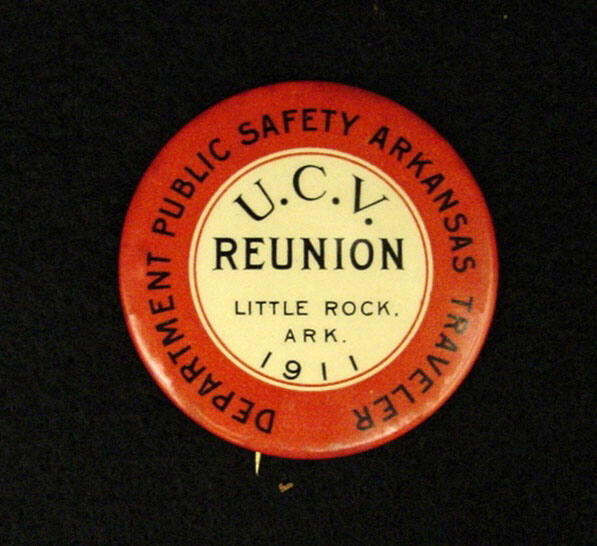 DEPARTMENT PUBLIC SAFETY ARKANSAS TRAVELER
U.C.V.
REUNION
LITTLE ROCK.
ARK.
1911